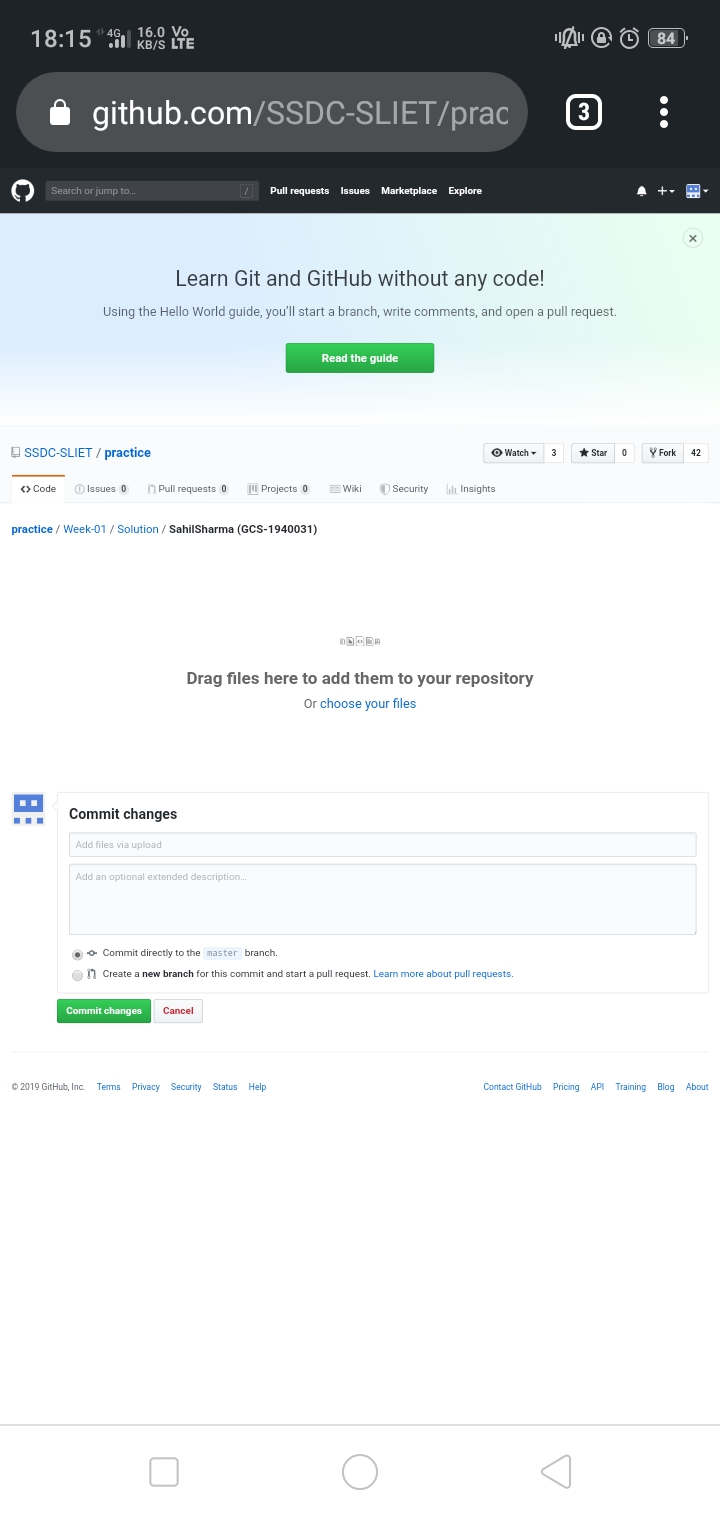 18:15 4G 16.0 KB/S Vo LTE 84
github.com/SSDC-SLIET/prac 3
Search or jump to... / Pull requests Issues Marketplace Explore
Learn Git and GitHub without any code!
Using the Hello World guide, you'll start a branch, write comments, and open a pull request.
Read the guide
SSDC-SLIET / practice Watch 3 Star 0 Fork 42
Code Issues 0 Pull requests 0 Projects 0 Wiki Security Insights
practice / Week-01 / Solution / SahilSharma (GCS-1940031)
Drag files here to add them to your repository
Or choose your files
Commit changes
Add files via upload
Add an optional extended description...
Commit directly to the master branch.
Create a new branch for this commit and start a pull request. Learn more about pull requests.
Commit changes Cancel
© 2019 GitHub, Inc. Terms Privacy Security Status Help Contact GitHub Pricing API Training Blog About